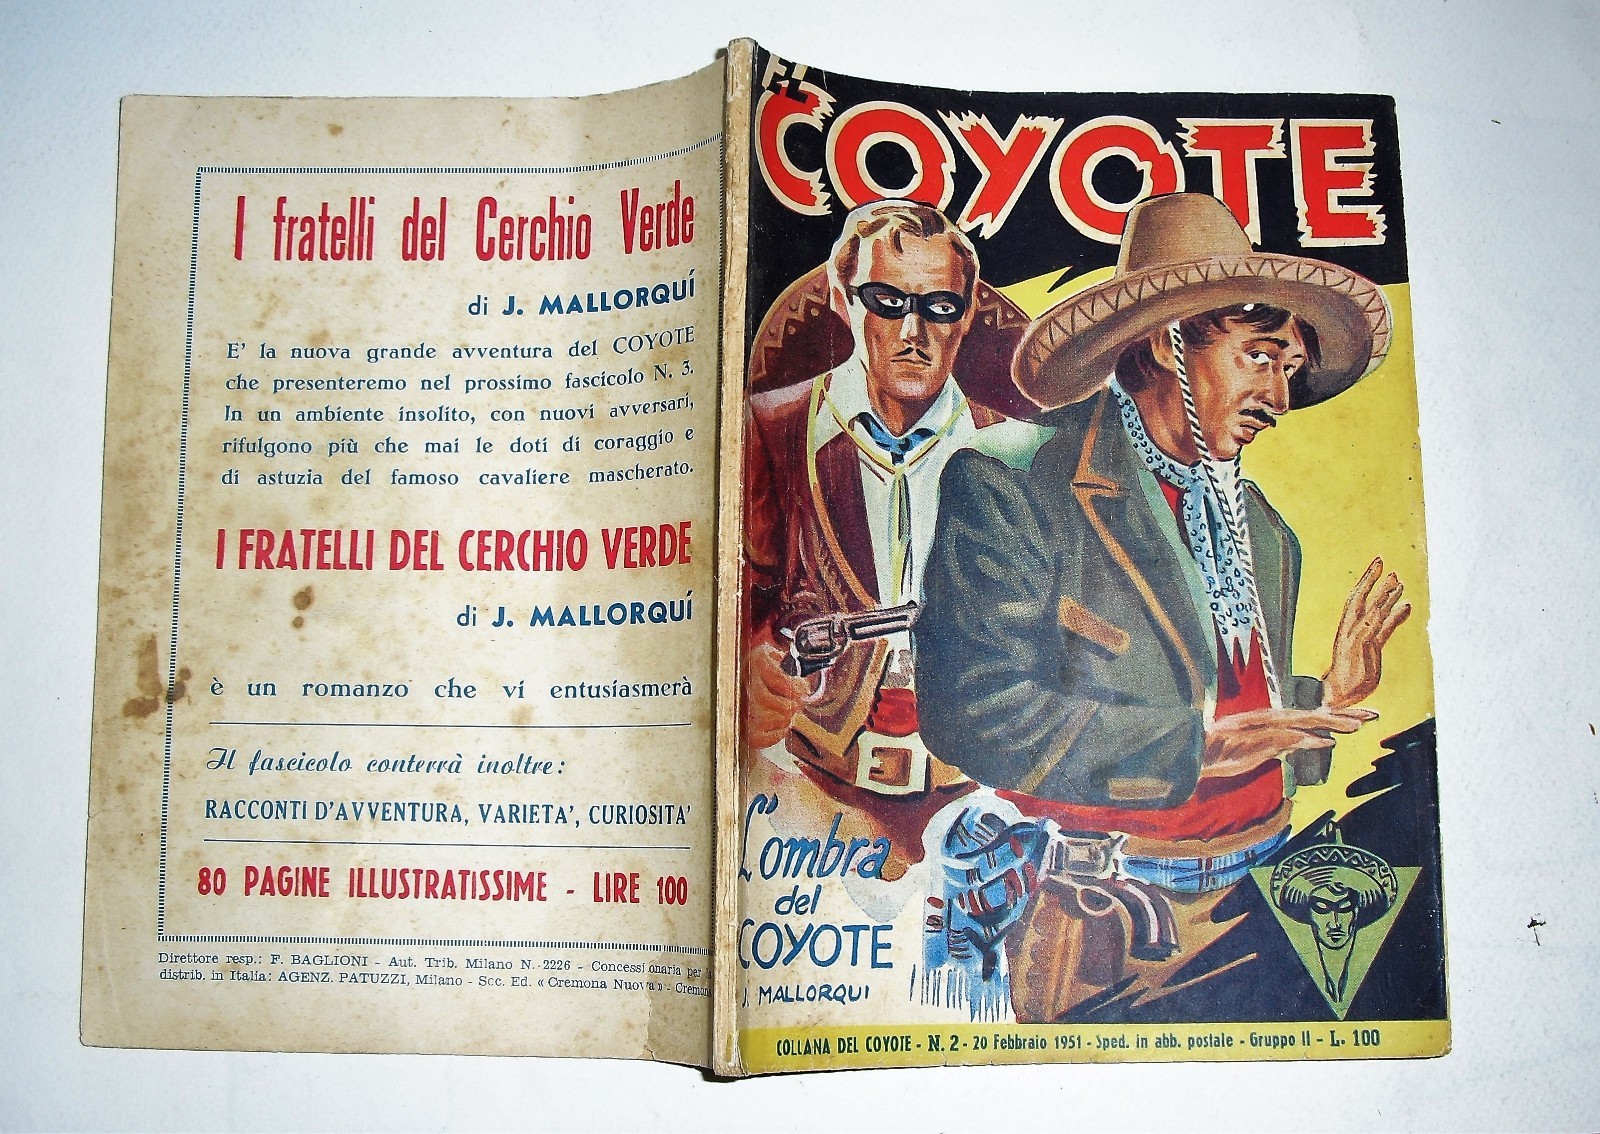 I fratelli del Cerchio Verde
di J. MALLORQUÍ
E' la nuova grande avventura del COYOTE
che presenteremo nel prossimo fascicolo N. 3.
In un ambiente insolito, con nuovi avversari,
rifulgono più che mai le doti di coraggio e
di astuzia del famoso cavaliere mascherato.
I FRATELLI DEL CERCHIO VERDE
di J. MALLORQUÍ
è un romanzo che vi entusiasmerà
Il fascicolo conterrà inoltre:
RACCONTI D'AVVENTURA, VARIETA', CURIOSITA'
80 PAGINE ILLUSTRATISSIME - LIRE 100
Direttore resp.: F. BAGLIONI - Aut. Trib. Milano N. 2226 - Concessionaria per
distrib. in Italia: AGENZ. PATUZZI, Milano - Soc. Ed. «Cremona Nuova» - Cremona
EL
COYOTE
L'ombra
del
COYOTE
J. MALLORQUI
COLLANA DEL COYOTE - N. 2 - 20 Febbraio 1951 - Sped. in abb. postale - Gruppo II - L. 100